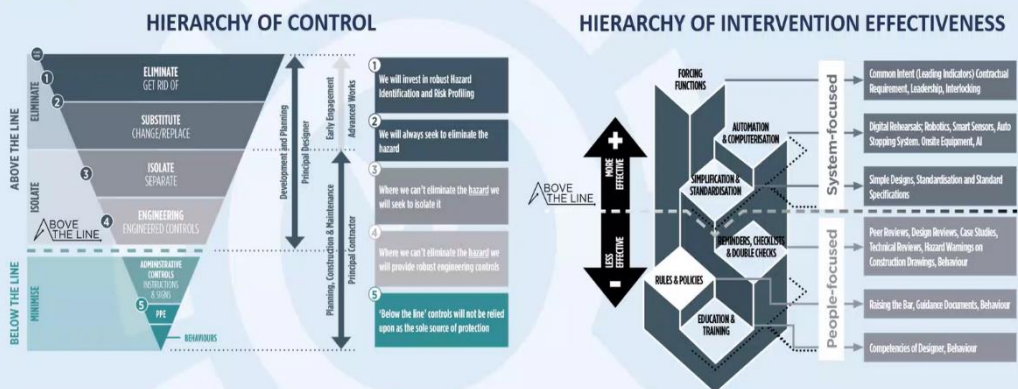 HIERARCHY OF CONTROL
ABOVE THE LINE
ELIMINATE
ISOLATE
ABOVE
THE LINE
BELOW THE LINE
MINIMISE
1
2
3
4
5
ELIMINATE
GET RID OF
SUBSTITUTE
CHANGE/REPLACE
ISOLATE
SEPARATE
ENGINEERING
ENGINEERED CONTROLS
ADMINISTRATIVE
CONTROLS
INSTRUCTIONS
& SIGNS
PPE
BEHAVIOURS
Development and Planning
Principal Designer
Early Engagement
Advanced Works
Planning, Construction & Maintenance
Principal Contractor
1
We will invest in robust Hazard
Identification and Risk Profiling
2
We will always seek to eliminate the
hazard
3
Where we can't eliminate the hazard we
will seek to isolate it
4
Where we can't eliminate the hazard we
will provide robust engineering controls
5
'Below the line' controls will not be relied
upon as the sole source of protection
HIERARCHY OF INTERVENTION EFFECTIVENESS
ABOVE
THE LINE
+
MORE
EFFECTIVE
LESS
EFFECTIVE
-
FORCING
FUNCTIONS
AUTOMATION
& COMPUTERISATION
SIMPLIFICATION &
STANDARDISATION
REMINDERS, CHECKLISTS
& DOUBLE CHECKS
RULES & POLICIES
EDUCATION &
TRAINING
System-focused
People-focused
Common Intent (Leading Indicators) Contractual
Requirement, Leadership, Interlocking
Digital Rehearsals; Robotics, Smart Sensors, Auto
Stopping System. Onsite Equipment, AI
Simple Designs, Standardisation and Standard
Specifications
Peer Reviews, Design Reviews, Case Studies,
Technical Reviews, Hazard Warnings on
Construction Drawings, Behaviour
Raising the Bar, Guidance Documents, Behaviour
Competencies of Designer, Behaviour